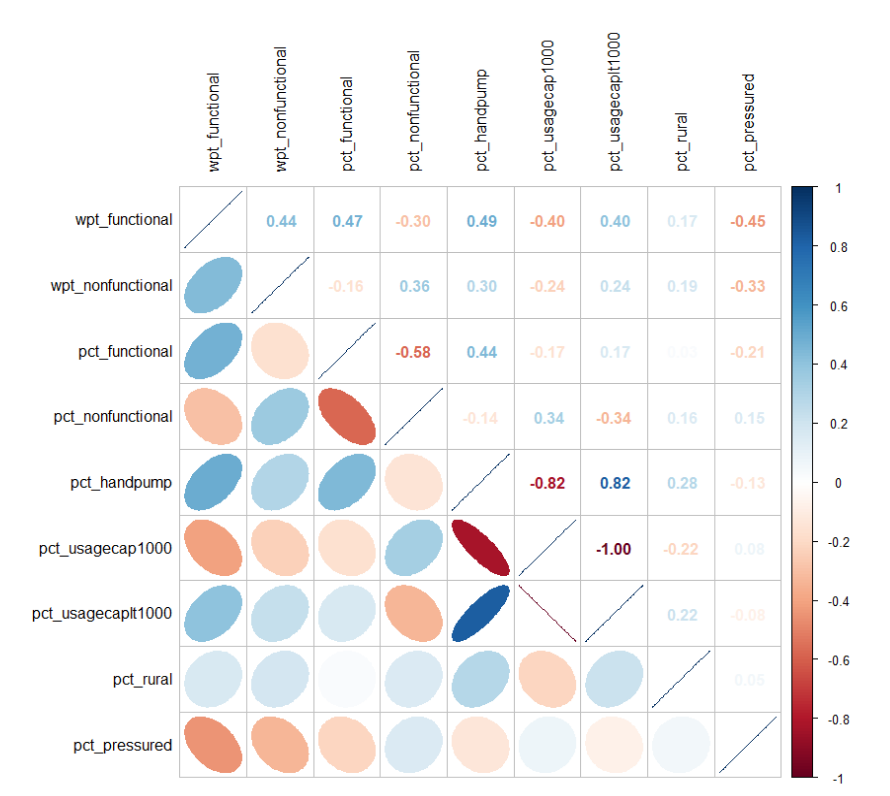 wpt_functional wpt_nonfunctional pct_functional pct_nonfunctional pct_handpump pct_usagecap1000 pct_usagecaplt1000 pct_rural pct_pressured
wpt_functional 0.44 0.47 -0.30 0.49 -0.40 0.40 0.17 -0.45
wpt_nonfunctional -0.16 0.36 0.30 -0.24 0.24 0.19 -0.33
pct_functional -0.58 0.44 -0.17 0.17 -0.21
pct_nonfunctional -0.14 0.34 -0.34 0.16 0.15
pct_handpump -0.82 0.82 0.28 -0.13
pct_usagecap1000 -1.00 -0.22 0.08
pct_usagecaplt1000 0.22 -0.08
pct_rural 0.05
pct_pressured
1
0.8
0.6
0.4
0.2
0
-0.2
-0.4
-0.6
-0.8
-1